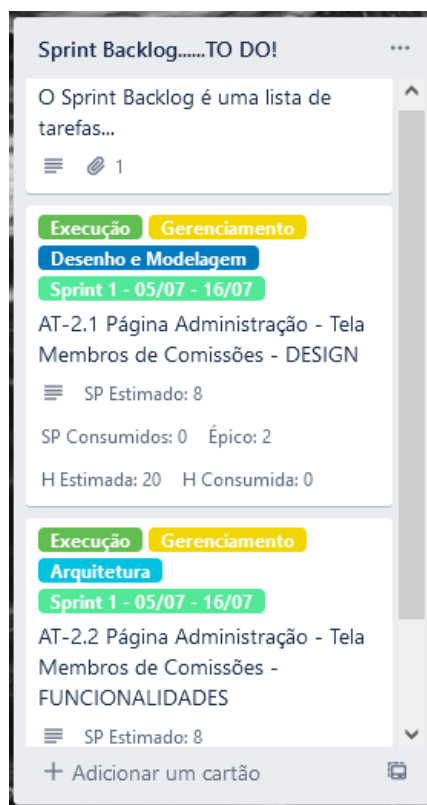 Sprint Backlog......TO DO!
O Sprint Backlog é uma lista de
tarefas...
1
Execução Gerenciamento
Desenho e Modelagem
Sprint 1 - 05/07 - 16/07
AT-2.1 Página Administração - Tela
Membros de Comissões - DESIGN
SP Estimado: 8
SP Consumidos: 0 Épico: 2
H Estimada: 20 H Consumida: 0
Execução Gerenciamento
Arquitetura
Sprint 1 - 05/07 - 16/07
AT-2.2 Página Administração - Tela
Membros de Comissões -
FUNCIONALIDADES
SP Estimado: 8
+ Adicionar um cartão